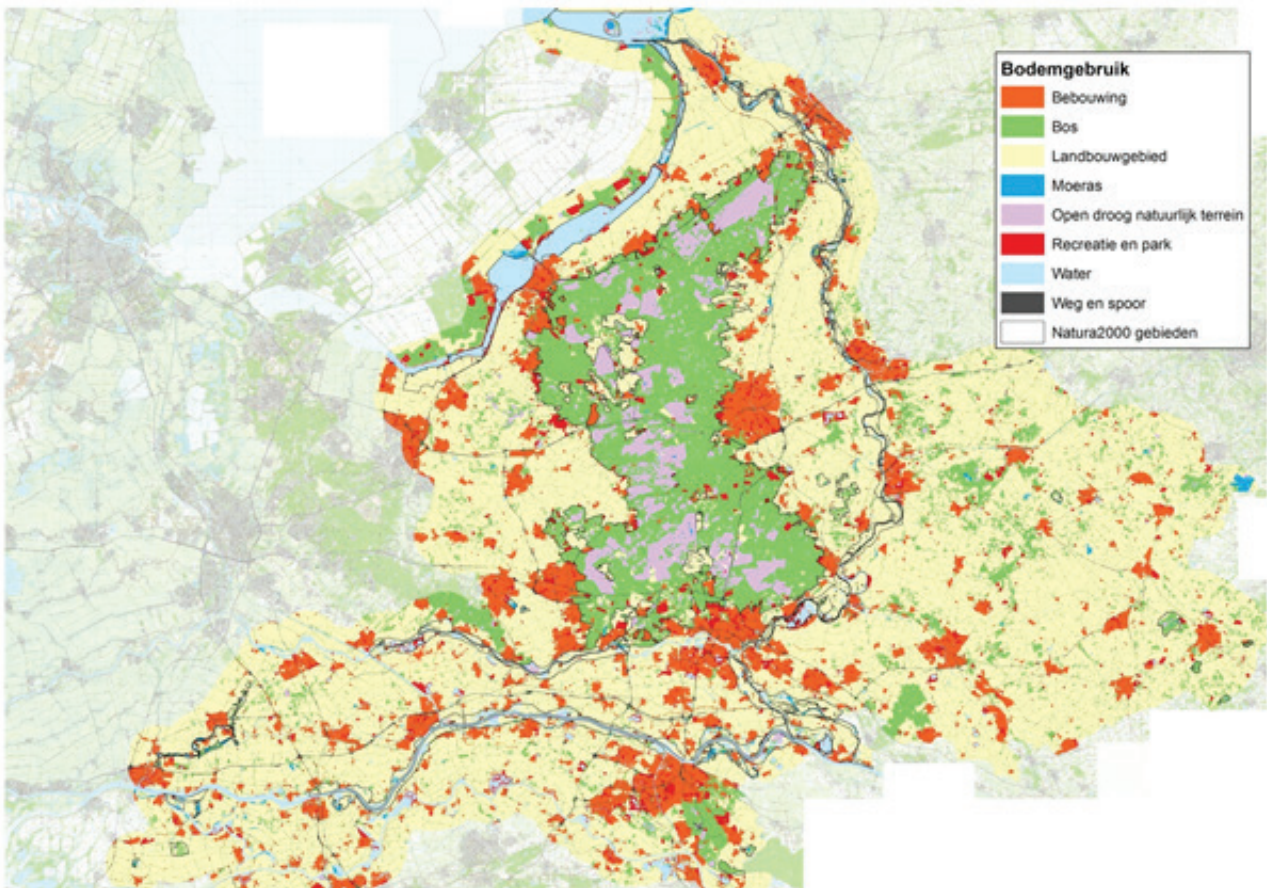 Bodemgebruik
Bebouwing
Bos
Landbouwgebied
Moeras
Open droog natuurlijk terrein
Recreatie en park
Water
Weg en spoor
Natura2000 gebieden